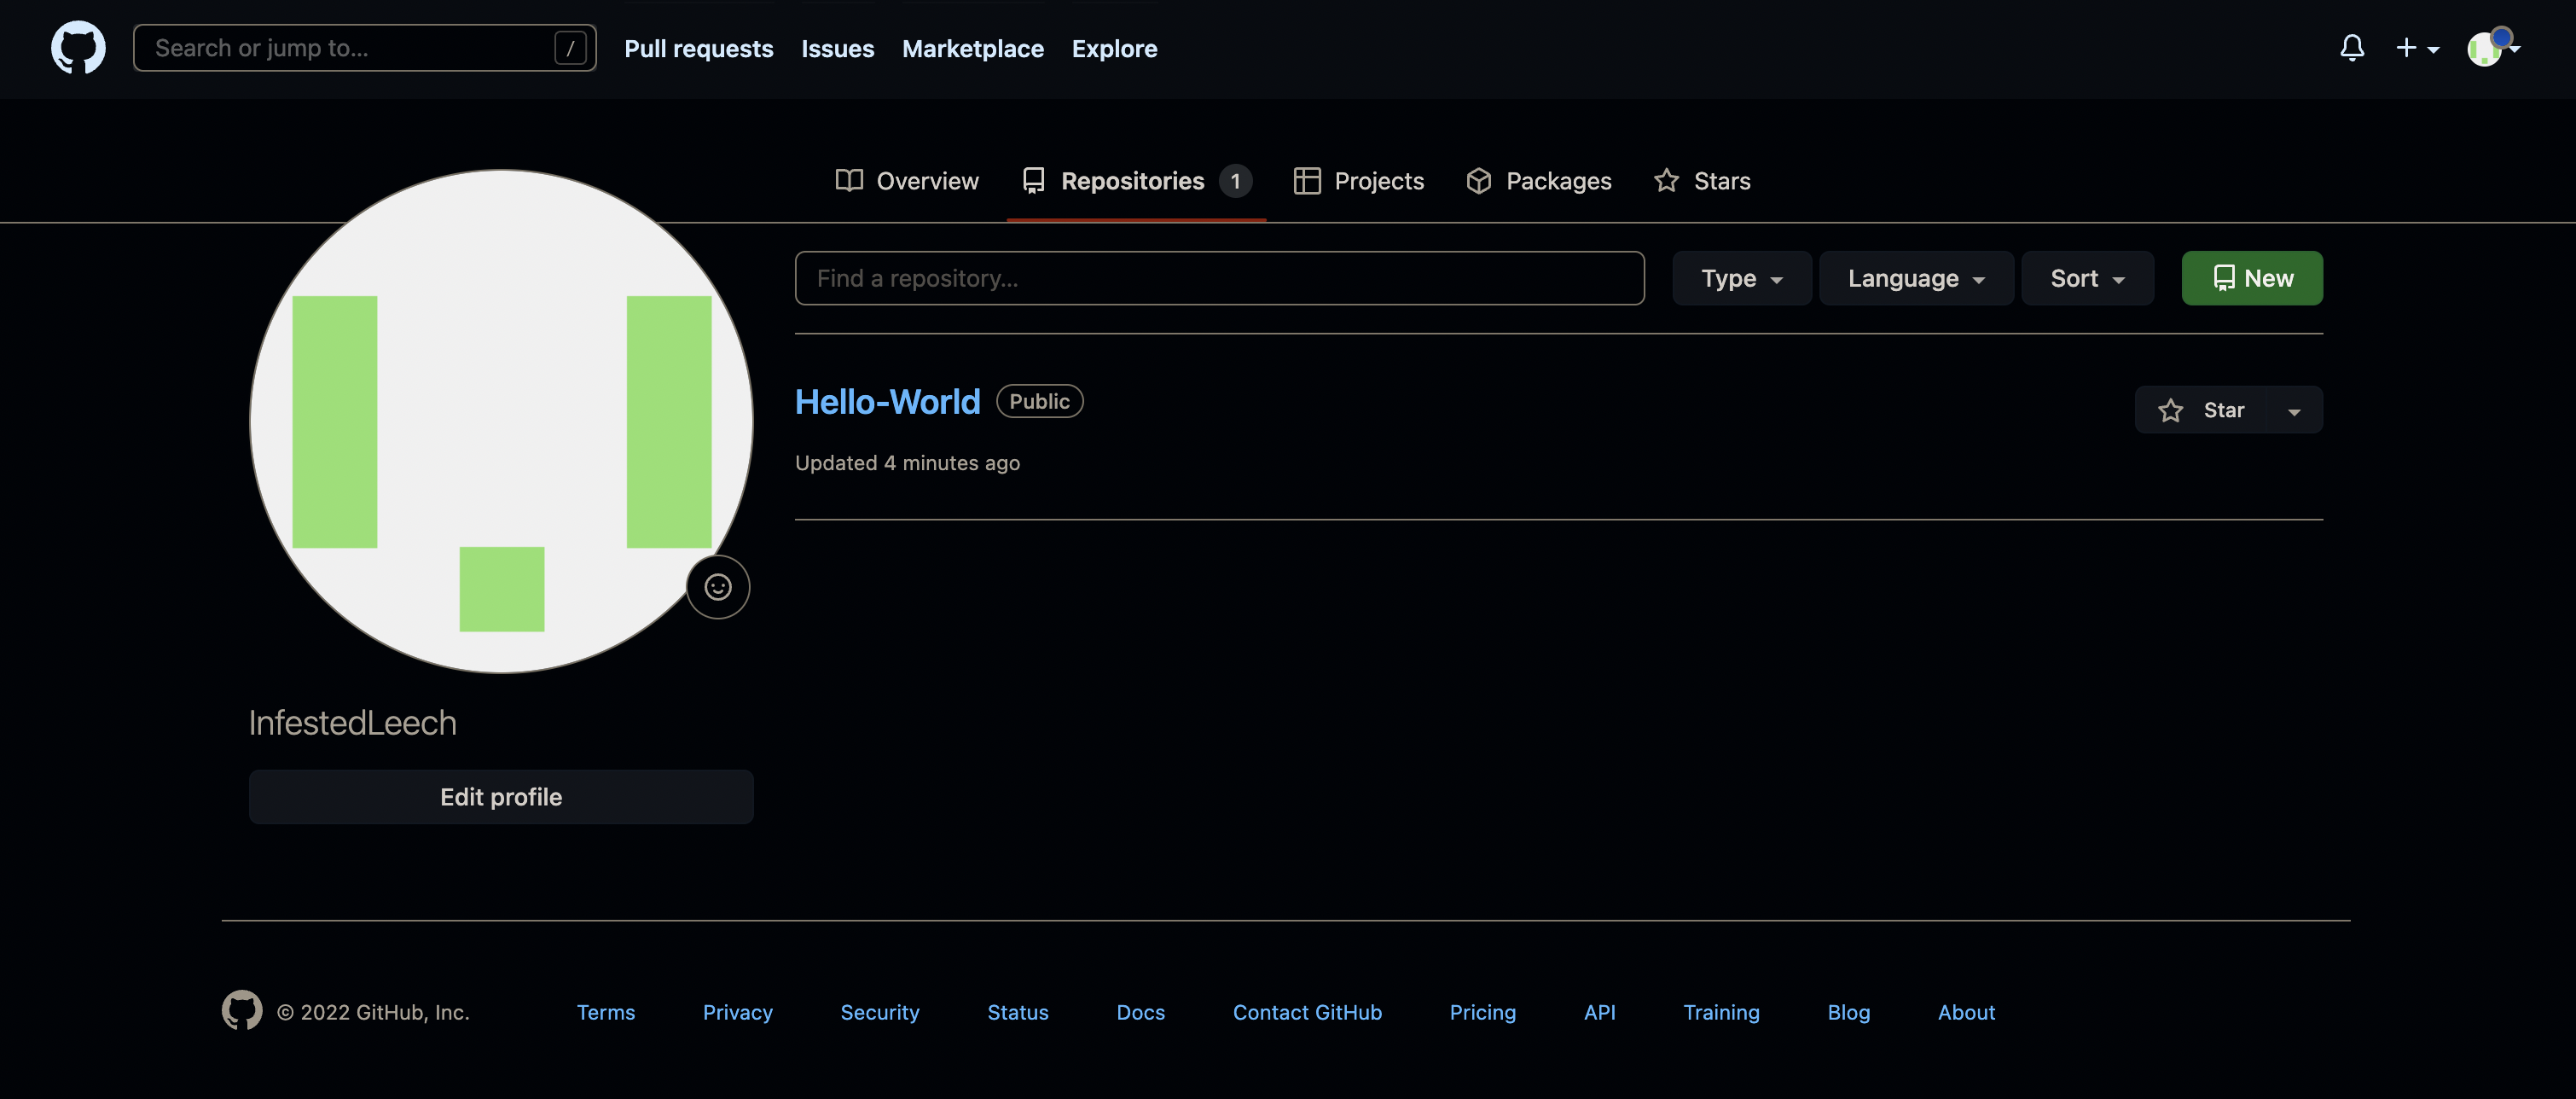 Search or jump to... / Pull requests Issues Marketplace Explore
Overview Repositories 1 Projects Packages Stars
Find a repository... Type Language Sort New
Hello-World Public Star
Updated 4 minutes ago
InfestedLeech
Edit profile
© 2022 GitHub, Inc. Terms Privacy Security Status Docs Contact GitHub Pricing API Training Blog About